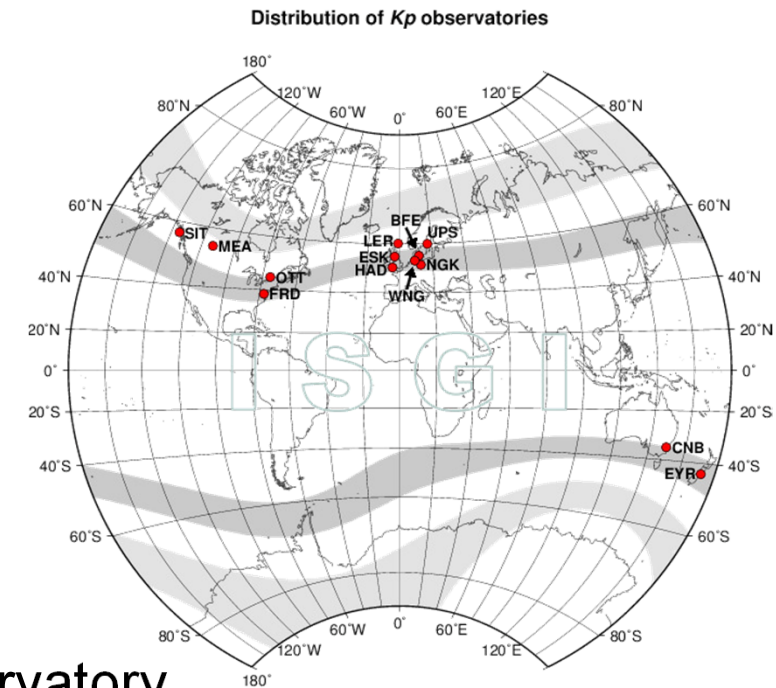 Distribution of Kp observatories
180°
120°W
120°E
60°W
60°E
0°
80°N
80°N
60°N
60°N
BFE
UPS
SIT
LER
MEA
ESK
NGK
HAD
40°N
OTT
40°N
FRD
WNG
20°N
20°N
ISGI
0°
0°
20°S
20°S
CNB
40°S
40°S
EYR
60°S
60°S
0°
60°W
60°E
80°S
80°S
120°W
120°E
180°
rvatory